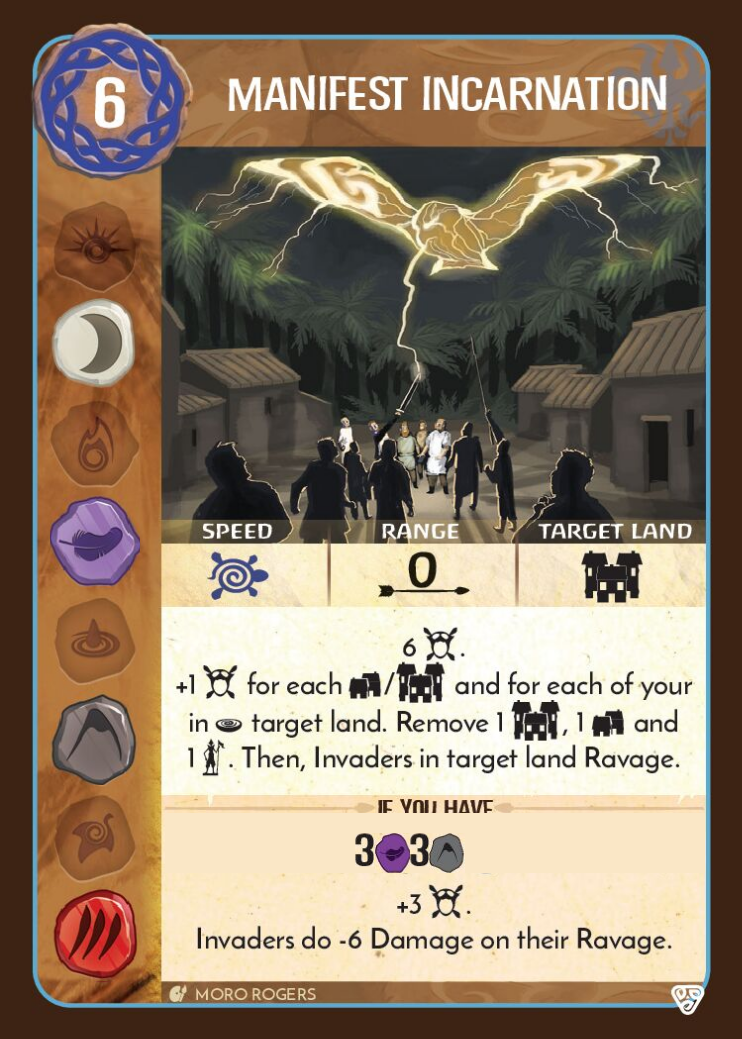 6
MANIFEST INCARNATION
SPEED RANGE TARGET LAND
0
6 .
+1 for each / and for each of your
in target land. Remove 1 , 1 and
1 . Then, Invaders in target land Ravage.
IF YOU HAVE
3 3
+3 .
Invaders do -6 Damage on their Ravage.
MORO ROGERS